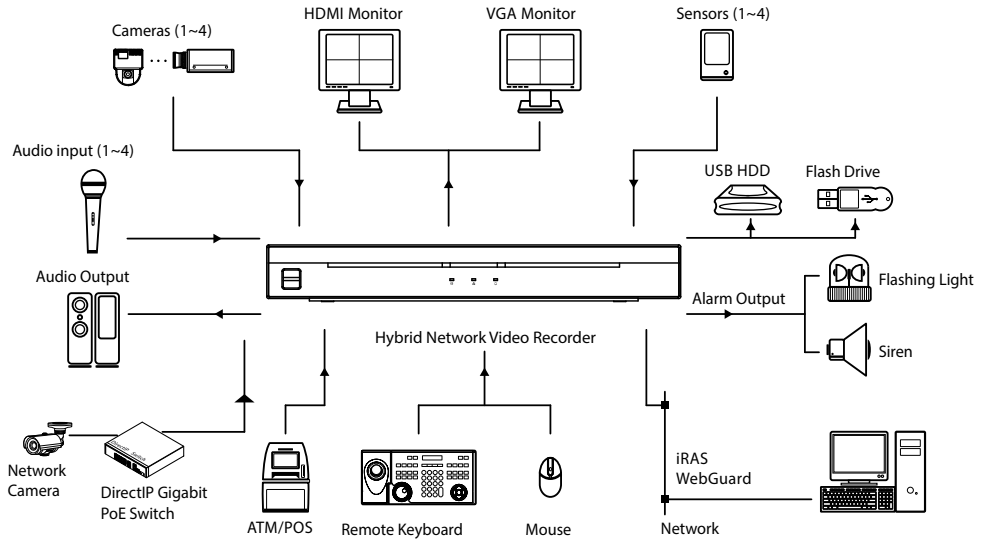 HDMI Monitor
VGA Monitor
Sensors (1~4)
Cameras (1~4)
Audio input (1~4)
USB HDD
Flash Drive
Audio Output
Alarm Output
Flashing Light
Hybrid Network Video Recorder
Siren
Network
Camera
DirectIP Gigabit
PoE Switch
ATM/POS
Remote Keyboard
Mouse
iRAS
WebGuard
Network